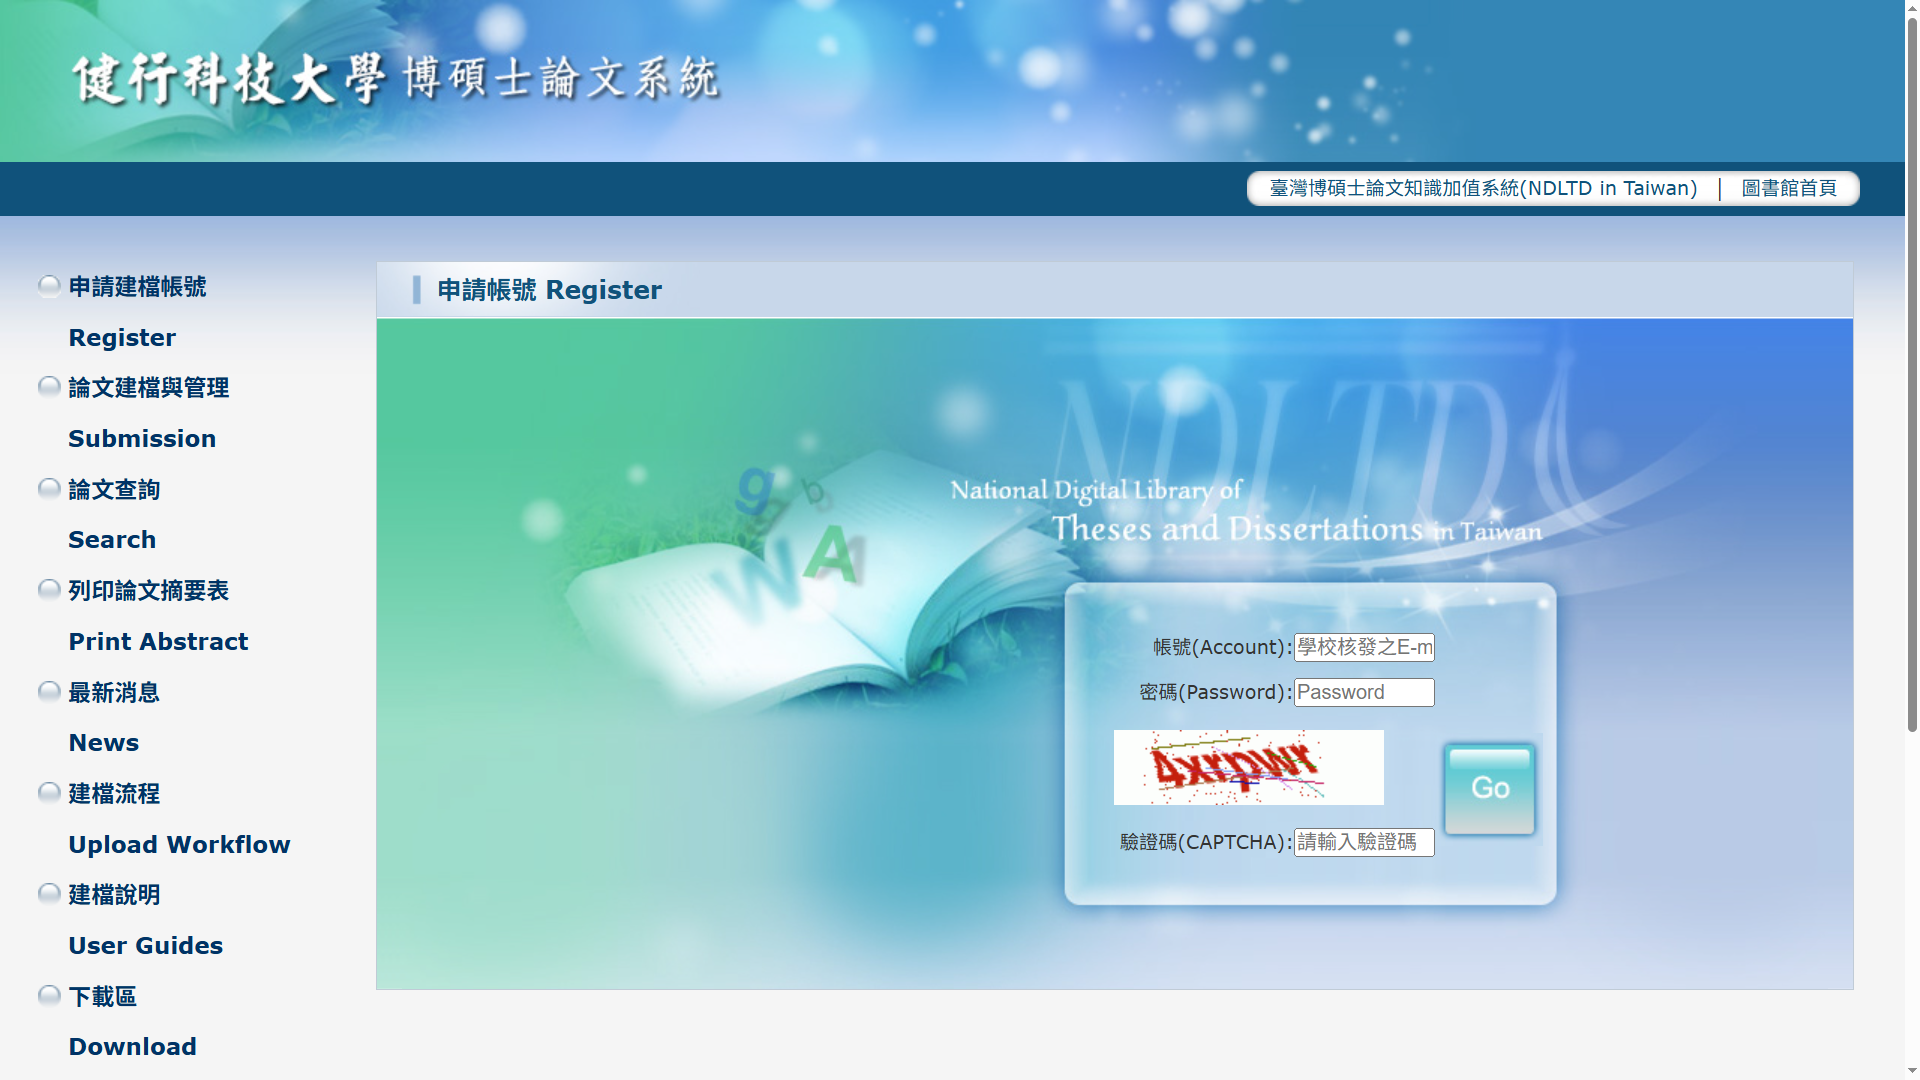 健行科技大學 博碩士論文系統
臺灣博碩士論文知識加值系統(NDLTD in Taiwan) | 圖書館首頁
申請建檔帳號
Register
論文建檔與管理
Submission
論文查詢
Search
列印論文摘要表
Print Abstract
最新消息
News
建檔流程
Upload Workflow
建檔說明
User Guides
下載區
Download
申請帳號 Register
NDLTD
g b
W A
National Digital Library of
Theses and Dissertations in Taiwan
帳號(Account): 學校核發之E-m
密碼(Password): Password
Go
驗證碼(CAPTCHA): 請輸入驗證碼